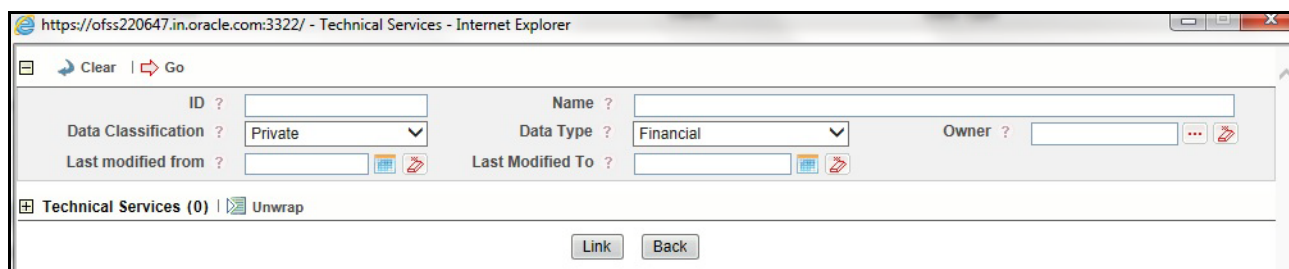 https://ofss220647.in.oracle.com:3322/ - Technical Services - Internet Explorer
Clear | Go
ID ? Name ?
Data Classification ? Private Data Type ? Financial Owner ? ...
Last modified from ? Last Modified To ?
Technical Services (0) | Unwrap
Link Back